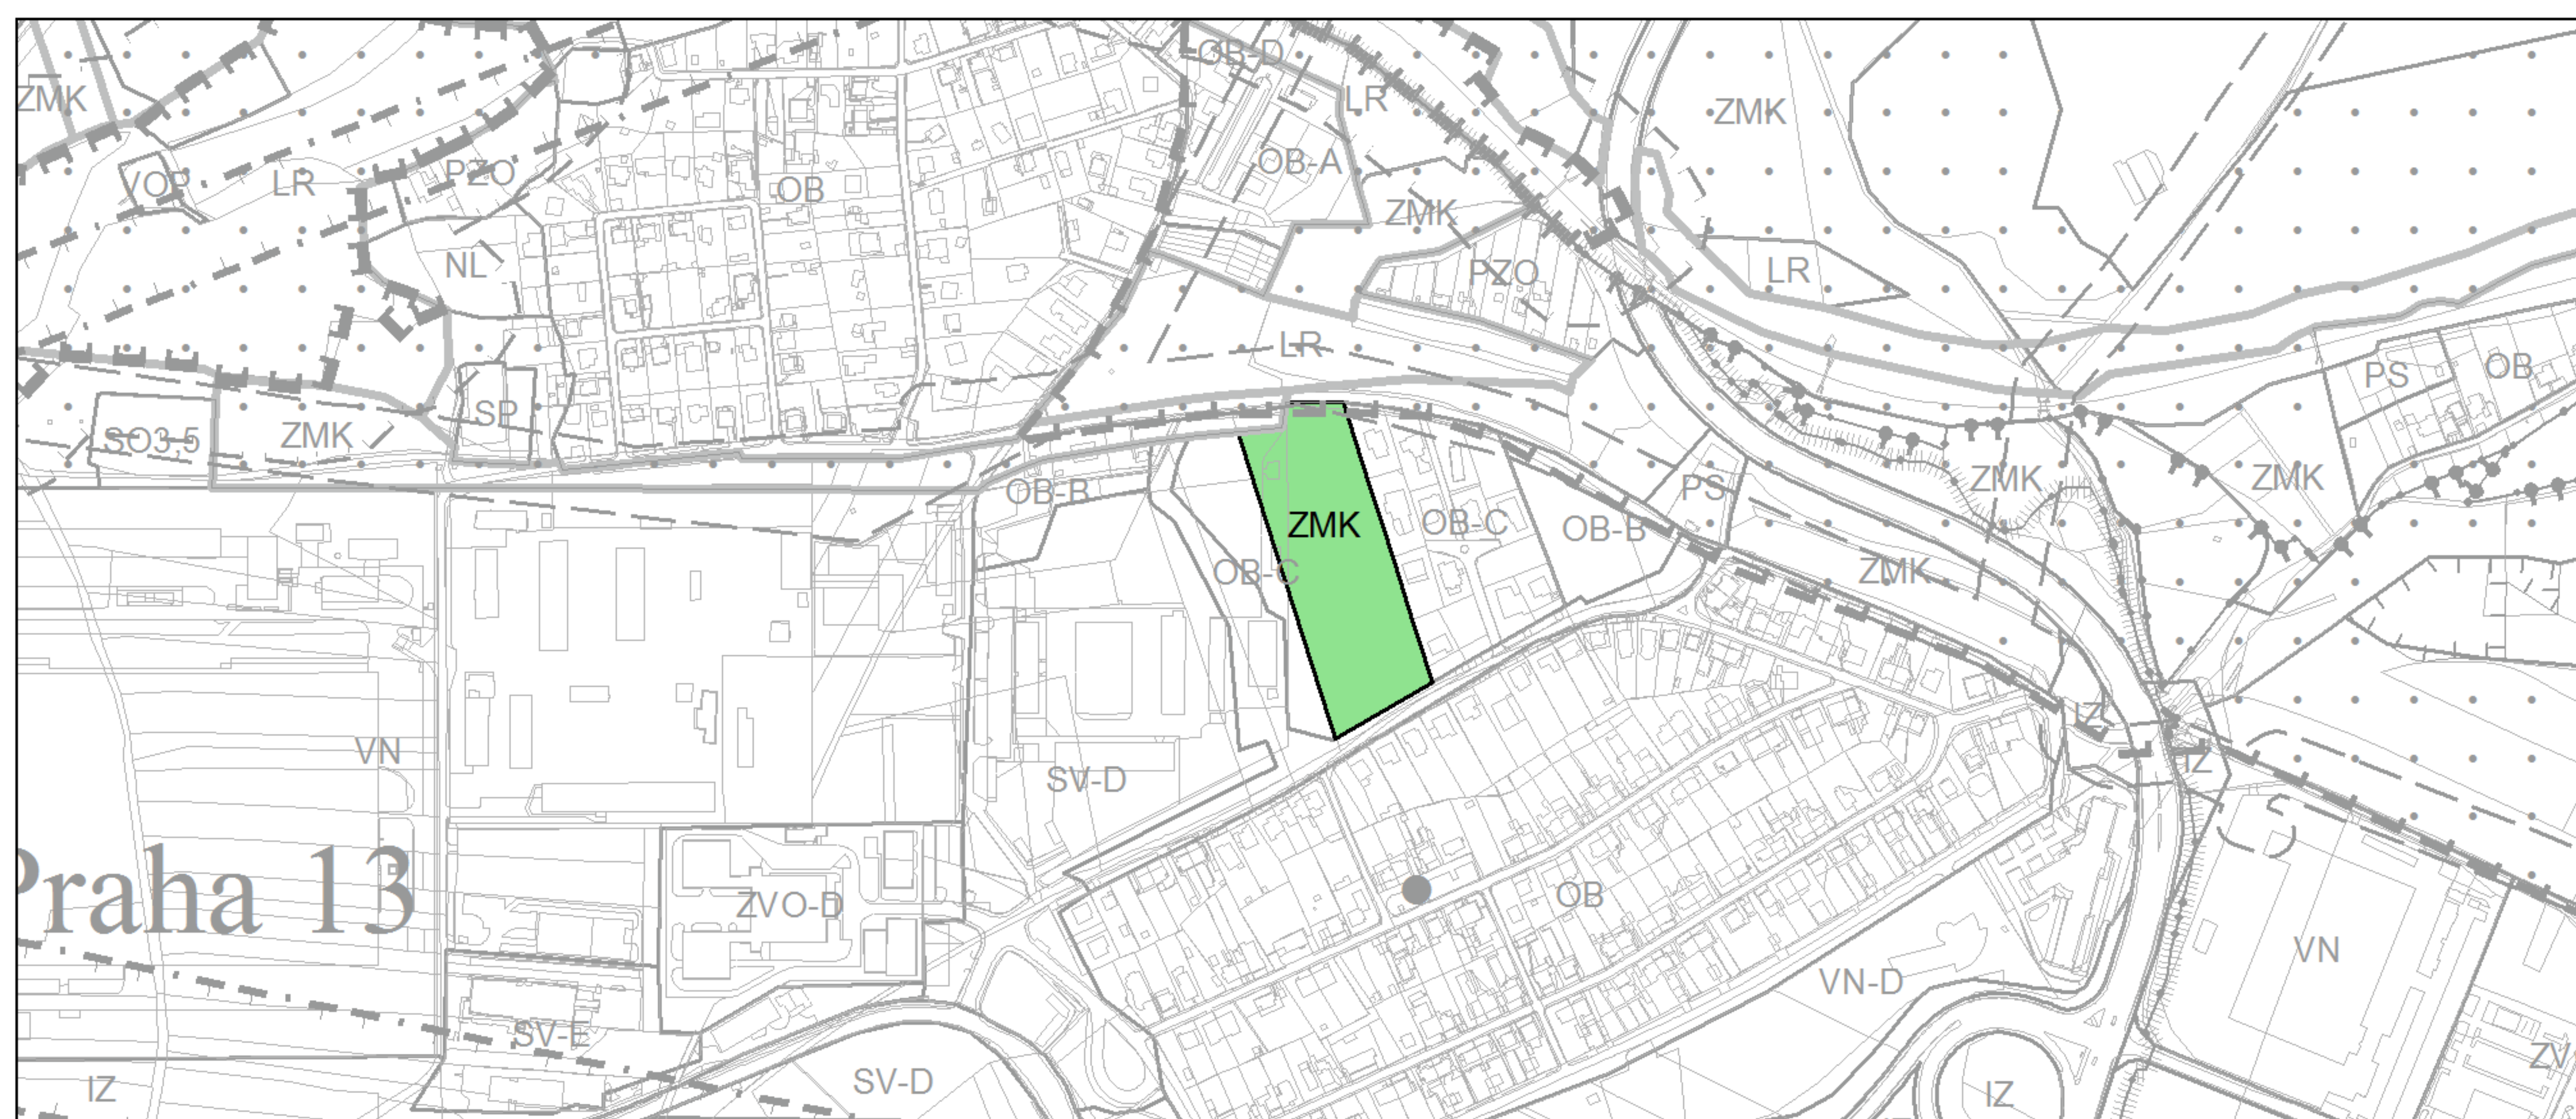 OB-D
ZMK
LR
ZMK
OB-A
PZO
VOP
LR
OB
ZMK
NL
PZO
LR
LR
PS
OB
SP
SO3,5
ZMK
ZMK
ZMK
OB-B
PS
ZMK
OB-C
OB-B
OB-C
ZMK
IZ
VN
SV-D
IZ
Praha 13
ZVO-D
OB
VN
VN-D
SV-E
ZV
SV-D
IZ
IZ